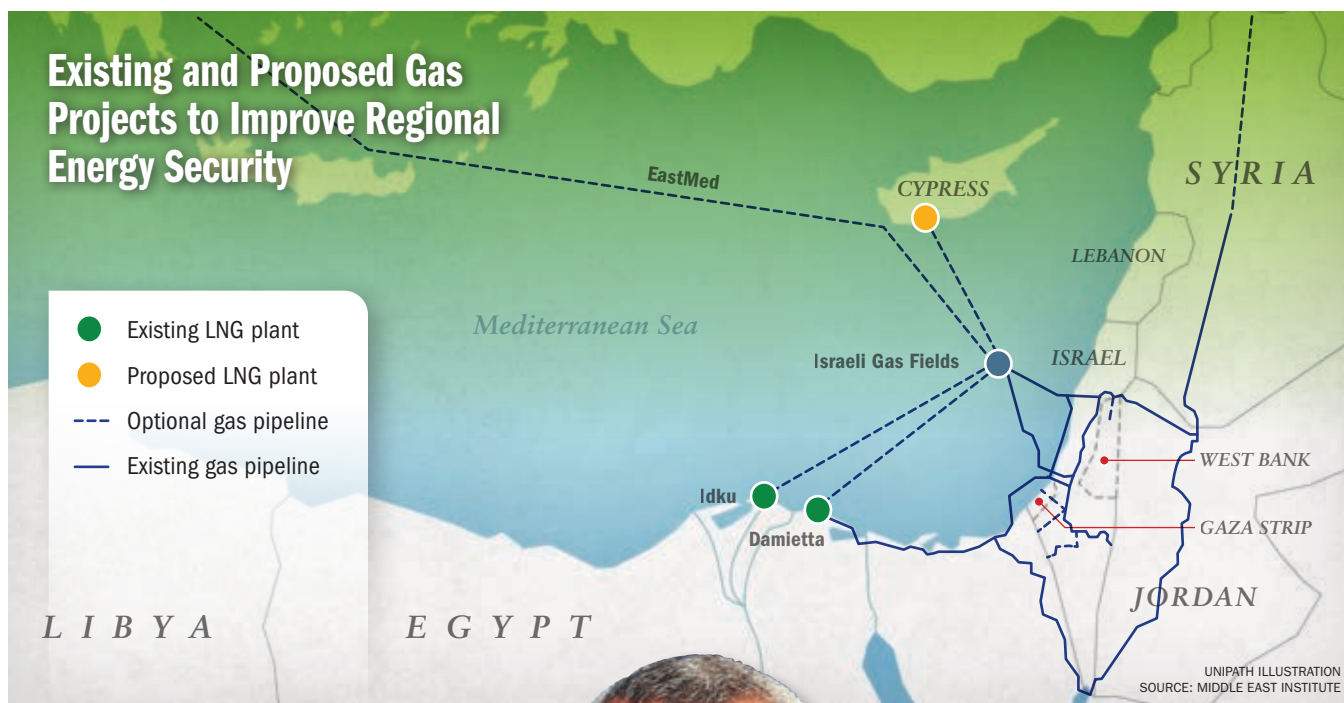 Existing and Proposed Gas
Projects to Improve Regional
Energy Security
EastMed
CYPRESS
SYRIA
LEBANON
Mediterranean Sea
Israeli Gas Fields
ISRAEL
Existing LNG plant
Proposed LNG plant
Optional gas pipeline
Existing gas pipeline
WEST BANK
Idku
Damietta
GAZA STRIP
JORDAN
LIBYA
EGYPT
UNIPATH ILLUSTRATION
SOURCE: MIDDLE EAST INSTITUTE